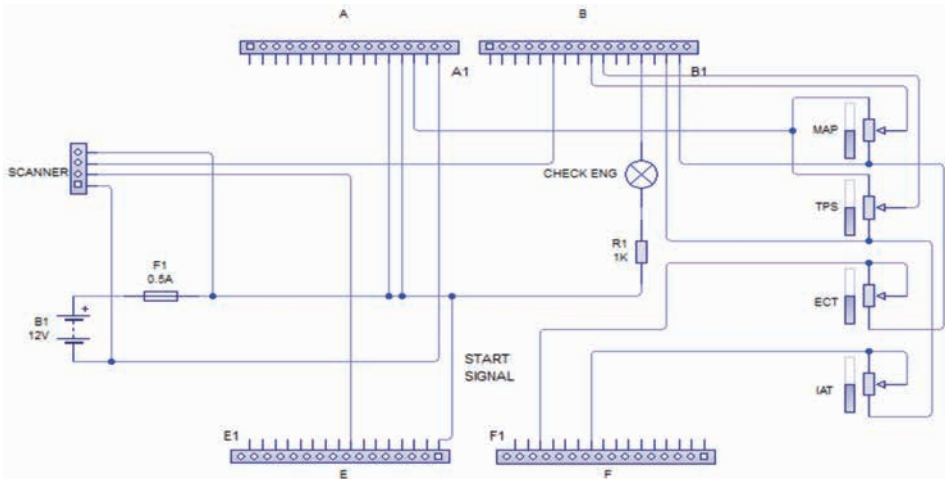 A
B
A1
B1
MAP
SCANNER
CHECK ENG
TPS
R1
1K
F1
0.5A
B1
12V
+
ECT
START
SIGNAL
IAT
E1
F1
E
F